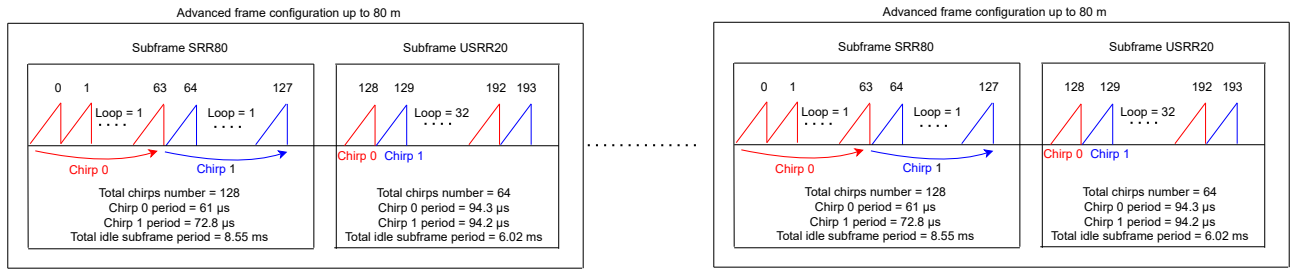 Advanced frame configuration up to 80 m
Subframe SRR80
0 1 63 64 127
Loop = 1 Loop = 1
Chirp 0
Chirp 1
Total chirps number = 128
Chirp 0 period = 61 µs
Chirp 1 period = 72.8 µs
Total idle subframe period = 8.55 ms
Subframe USRR20
128 129 192 193
Loop = 32
Chirp 0 Chirp 1
Total chirps number = 64
Chirp 0 period = 94.3 µs
Chirp 1 period = 94.2 µs
Total idle subframe period = 6.02 ms
Advanced frame configuration up to 80 m
Subframe SRR80
0 1 63 64 127
Loop = 1 Loop = 1
Chirp 0
Chirp 1
Total chirps number = 128
Chirp 0 period = 61 µs
Chirp 1 period = 72.8 µs
Total idle subframe period = 8.55 ms
Subframe USRR20
128 129 192 193
Loop = 32
Chirp 0 Chirp 1
Total chirps number = 64
Chirp 0 period = 94.3 µs
Chirp 1 period = 94.2 µs
Total idle subframe period = 6.02 ms